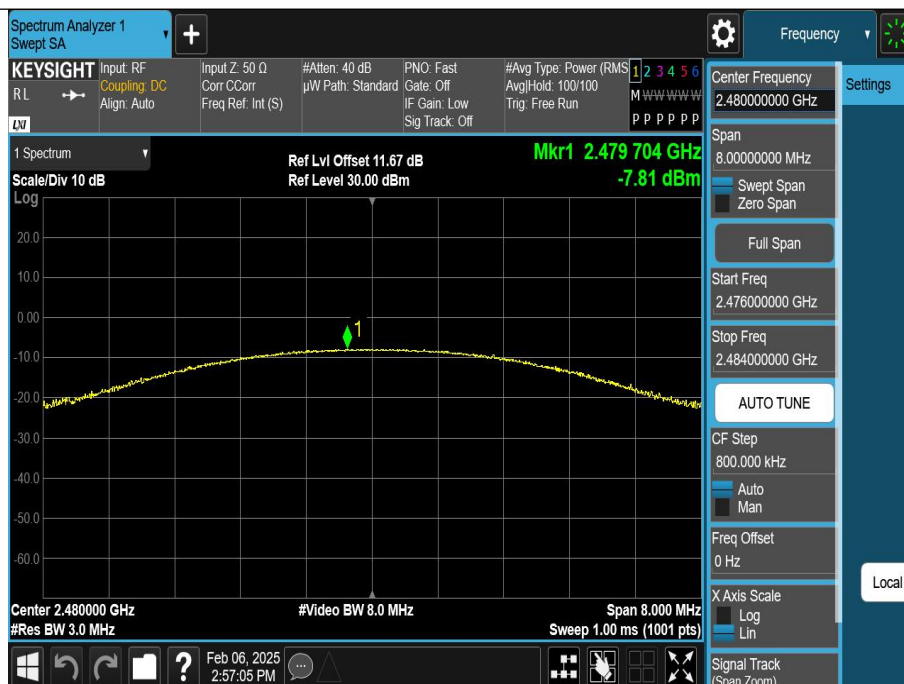 Spectrum Analyzer 1
Swept SA
Frequency
KEYSIGHT
RL
LXI
Input: RF
Coupling: DC
Align: Auto
Input Z: 50 Ω
Corr CCorr
Freq Ref: Int (S)
#Atten: 40 dB
µW Path: Standard
PNO: Fast
Gate: Off
IF Gain: Low
Sig Track: Off
#Avg Type: Power (RMS
Avg|Hold: 100/100
Trig: Free Run
1 2 3 4 5 6
M W W W W W
P P P P P P
Settings
1 Spectrum
Scale/Div 10 dB
Ref Lvl Offset 11.67 dB
Ref Level 30.00 dBm
Mkr1 2.479 704 GHz
-7.81 dBm
Log
20.0
10.0
0.00
-10.0
-20.0
-30.0
-40.0
-50.0
-60.0
1
Center 2.480000 GHz
#Res BW 3.0 MHz
#Video BW 8.0 MHz
Span 8.000 MHz
Sweep 1.00 ms (1001 pts)
Center Frequency
2.480000000 GHz
Span
8.00000000 MHz
Swept Span
Zero Span
Full Span
Start Freq
2.476000000 GHz
Stop Freq
2.484000000 GHz
AUTO TUNE
CF Step
800.000 kHz
Auto
Man
Freq Offset
0 Hz
X Axis Scale
Log
Lin
Signal Track
(Span Zoom)
Local
?
Feb 06, 2025
2:57:05 PM